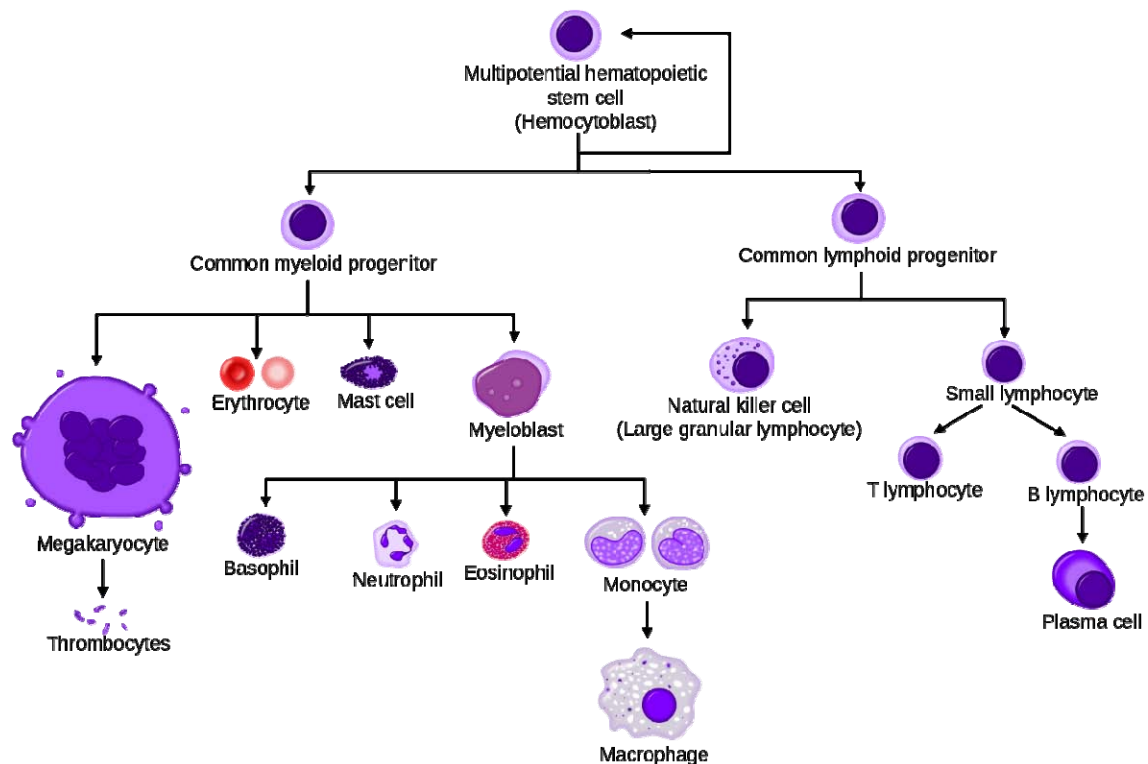 Multipotential hematopoietic
stem cell
(Hemocytoblast)
Common myeloid progenitor
Common lymphoid progenitor
Erythrocyte
Mast cell
Myeloblast
Natural killer cell
(Large granular lymphocyte)
Small lymphocyte
T lymphocyte
B lymphocyte
Megakaryocyte
Basophil
Neutrophil
Eosinophil
Monocyte
Plasma cell
Thrombocytes
Macrophage